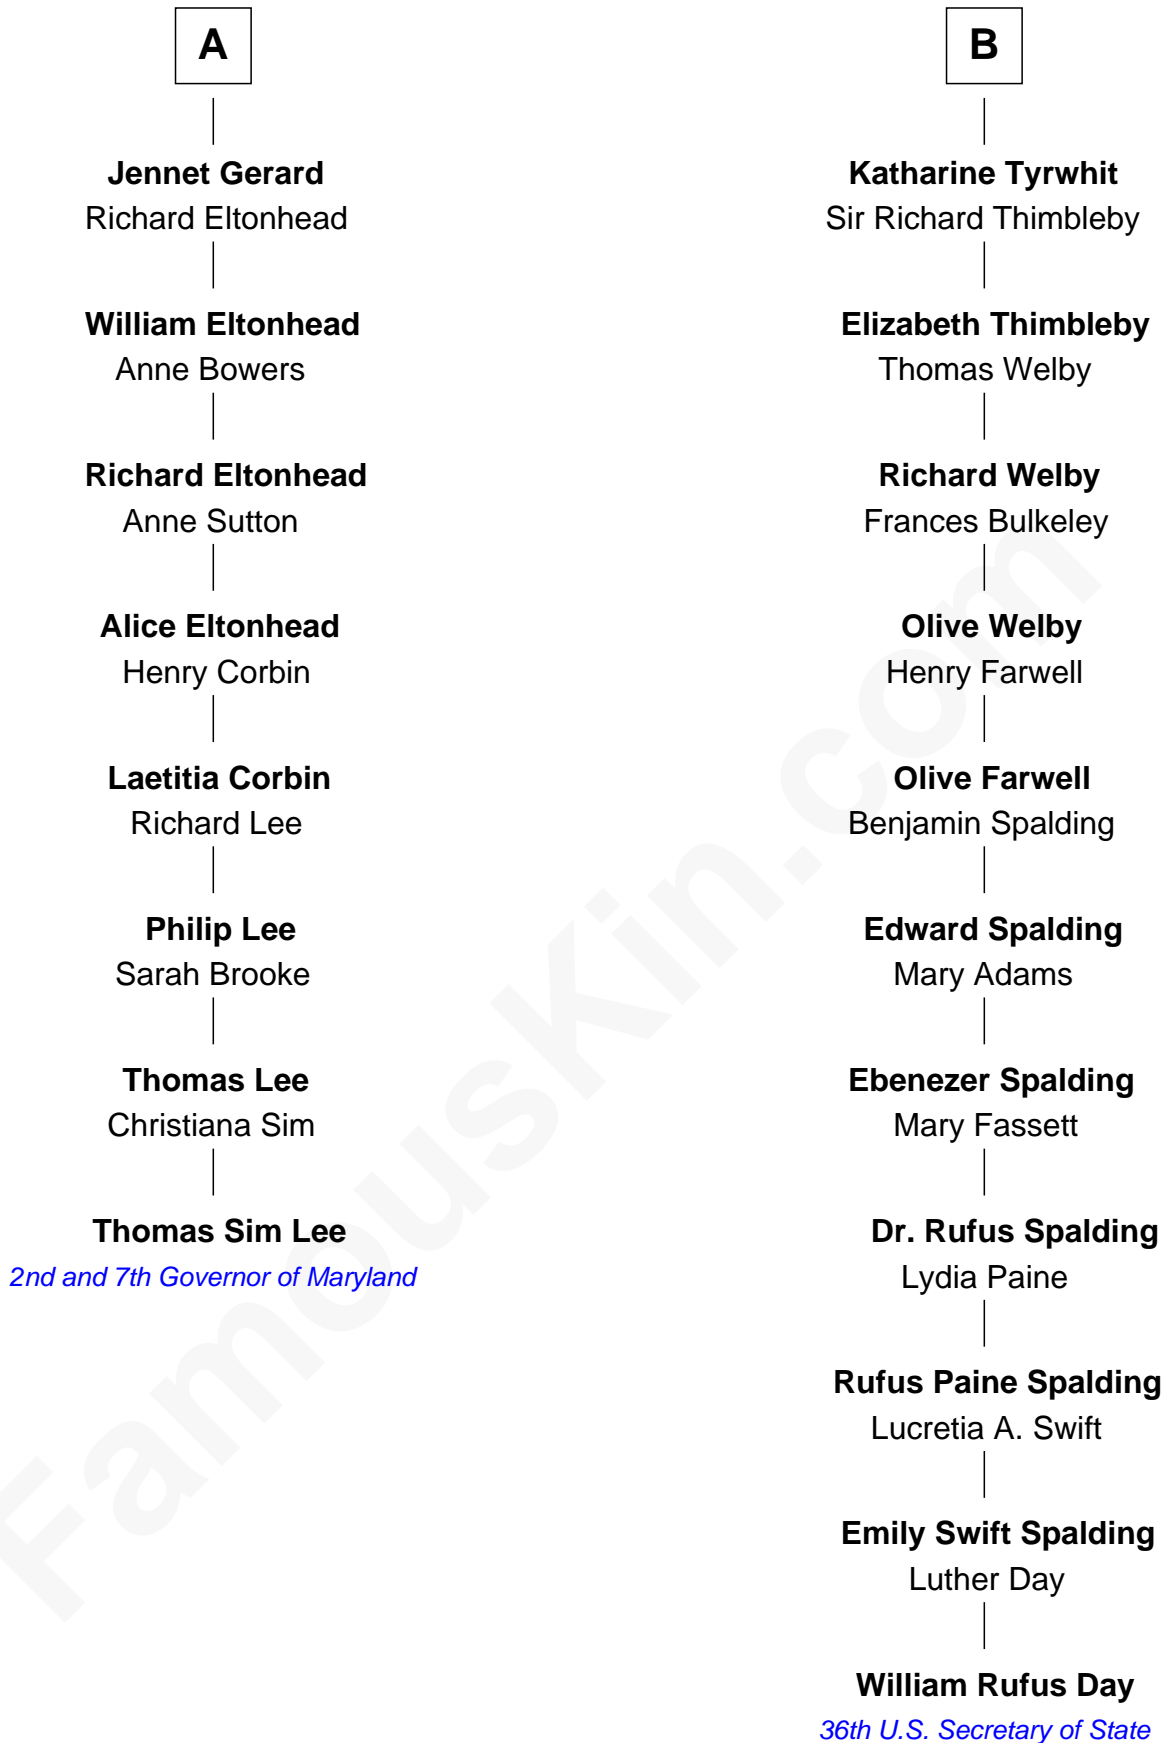 A
Jennet Gerard
Richard Eltonhead
William Eltonhead
Anne Bowers
Richard Eltonhead
Anne Sutton
Alice Eltonhead
Henry Corbin
Laetitia Corbin
Richard Lee
Philip Lee
Sarah Brooke
Thomas Lee
Christiana Sim
Thomas Sim Lee
2nd and 7th Governor of Maryland
B
Katharine Tyrwhit
Sir Richard Thimbleby
Elizabeth Thimbleby
Thomas Welby
Richard Welby
Frances Bulkeley
Olive Welby
Henry Farwell
Olive Farwell
Benjamin Spalding
Edward Spalding
Mary Adams
Ebenezer Spalding
Mary Fassett
Dr. Rufus Spalding
Lydia Paine
Rufus Paine Spalding
Lucretia A. Swift
Emily Swift Spalding
Luther Day
William Rufus Day
36th U.S. Secretary of State
FamousKin.com